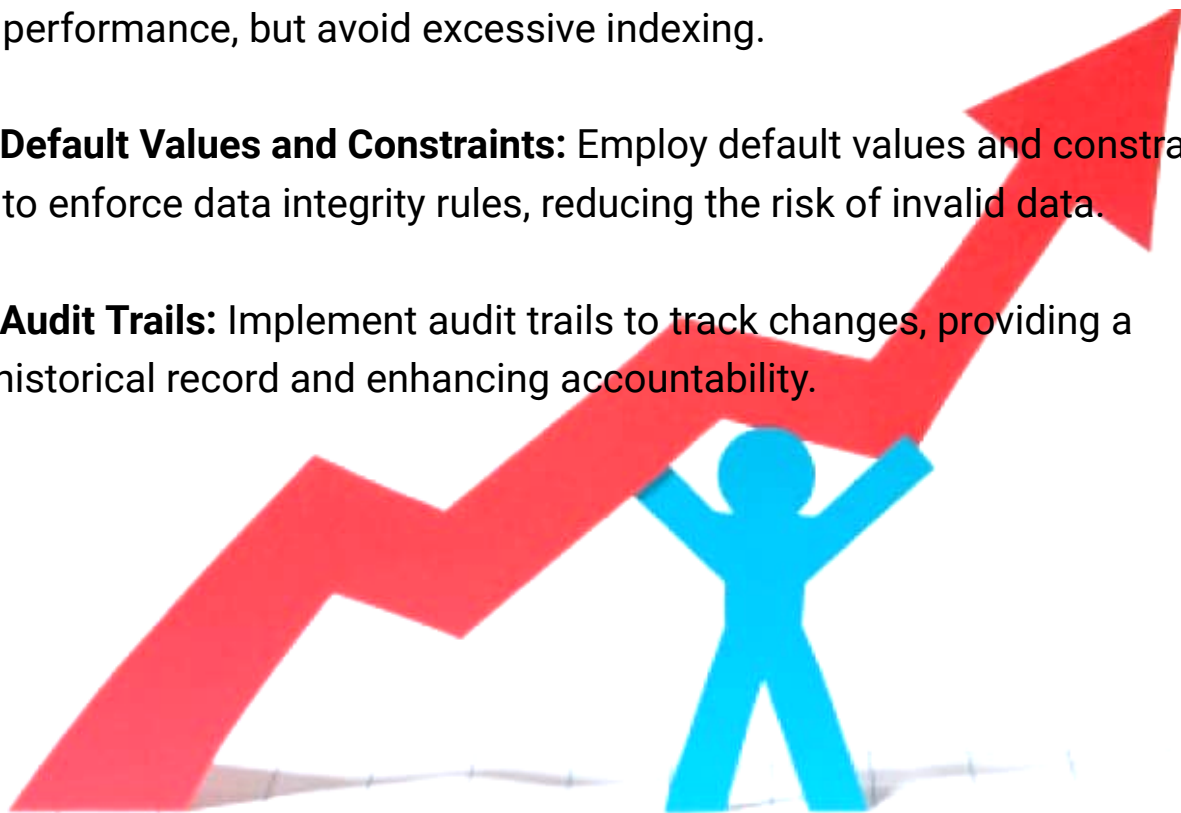 performance, but avoid excessive indexing.
Default Values and Constraints: Employ default values and constra
to enforce data integrity rules, reducing the risk of invalid data.
Audit Trails: Implement audit trails to track changes, providing a
historical record and enhancing accountability.